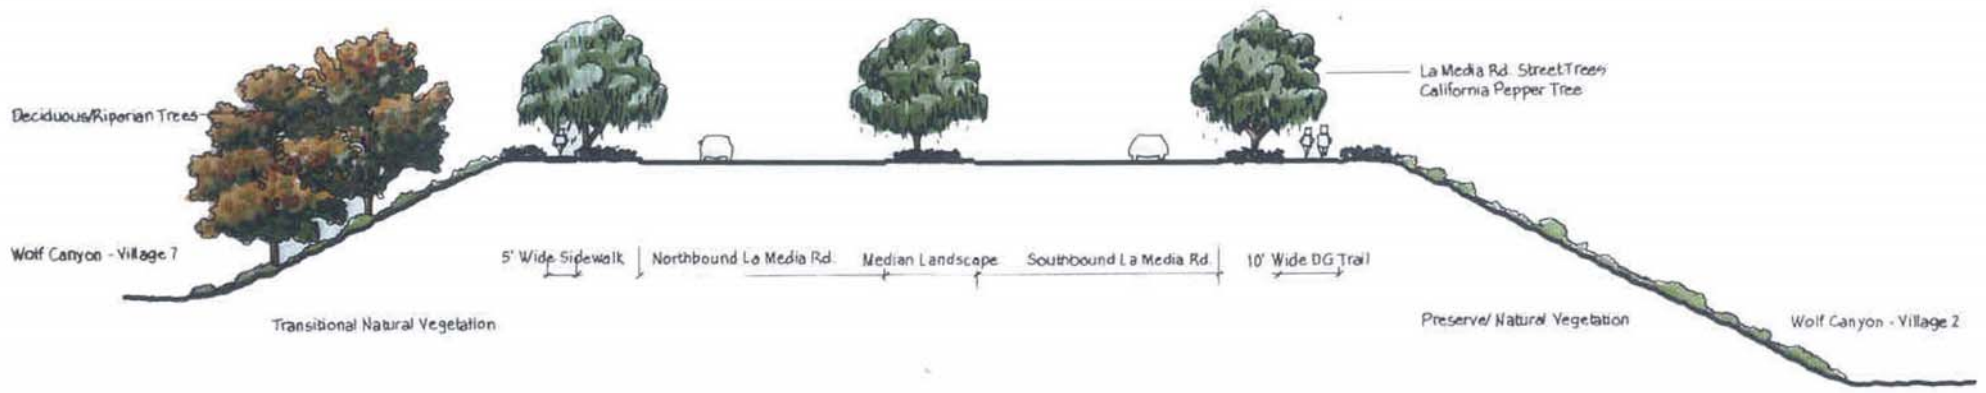 La Media Rd. Street Trees
California Pepper Tree
Deciduous/Riparian Trees
Wolf Canyon - Village 7
5' Wide Sidewalk
Northbound La Media Rd.
Median Landscape
Southbound La Media Rd.
10' Wide DG Trail
Transitional Natural Vegetation
Preserve/ Natural Vegetation
Wolf Canyon - Village 2